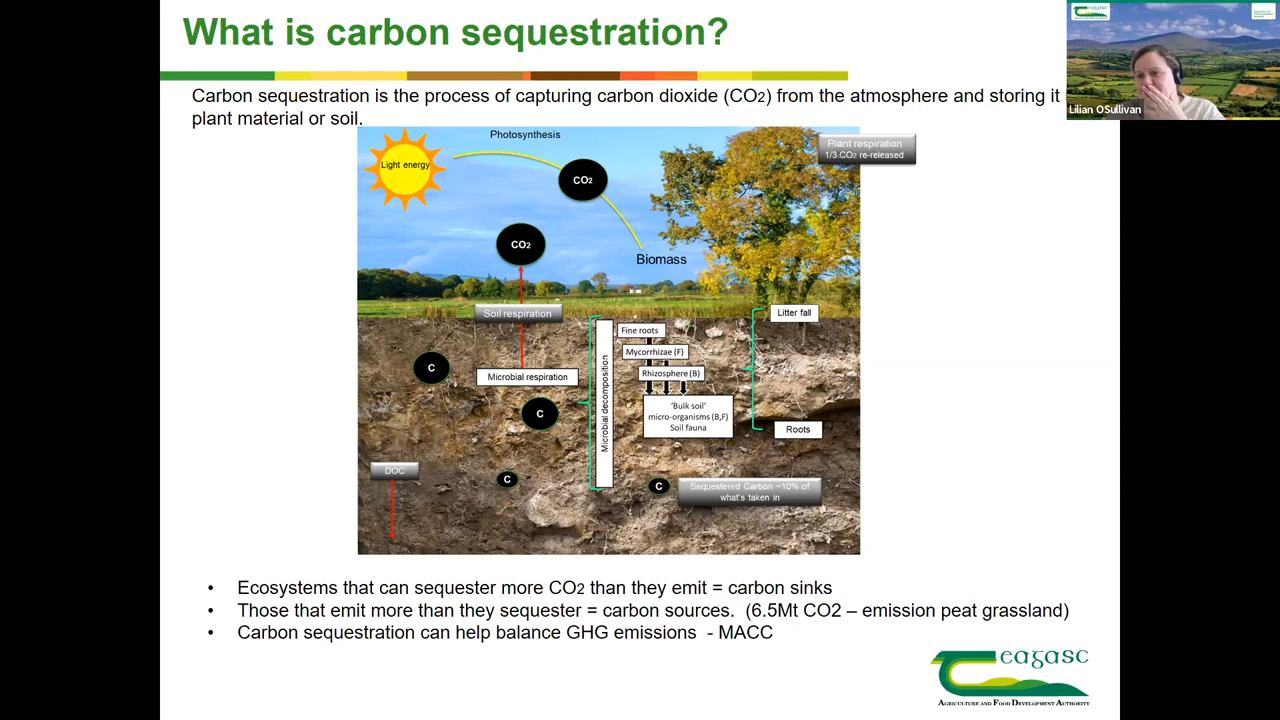 What is carbon sequestration?
Carbon sequestration is the process of capturing carbon dioxide (CO2) from the atmosphere and storing it
plant material or soil.
Lilian OSullivan
Photosynthesis
Light energy
CO2
Plant respiration
1/3 CO2 re-released
CO2
Biomass
Soil respiration
Litter fall
Fine roots
Mycorrhizae (F)
C
Microbial respiration
Rhizosphere (B)
Microbial decomposition
C
'Bulk soil'
micro-organisms (B,F)
Soil fauna
Roots
DOC
C
C
Sequestered Carbon ~10% of
what's taken in
• Ecosystems that can sequester more CO2 than they emit = carbon sinks
• Those that emit more than they sequester = carbon sources. (6.5Mt CO2 – emission peat grassland)
• Carbon sequestration can help balance GHG emissions - MACC
eagasc
AGRICULTURE AND FOOD DEVELOPMENT AUTHORITY